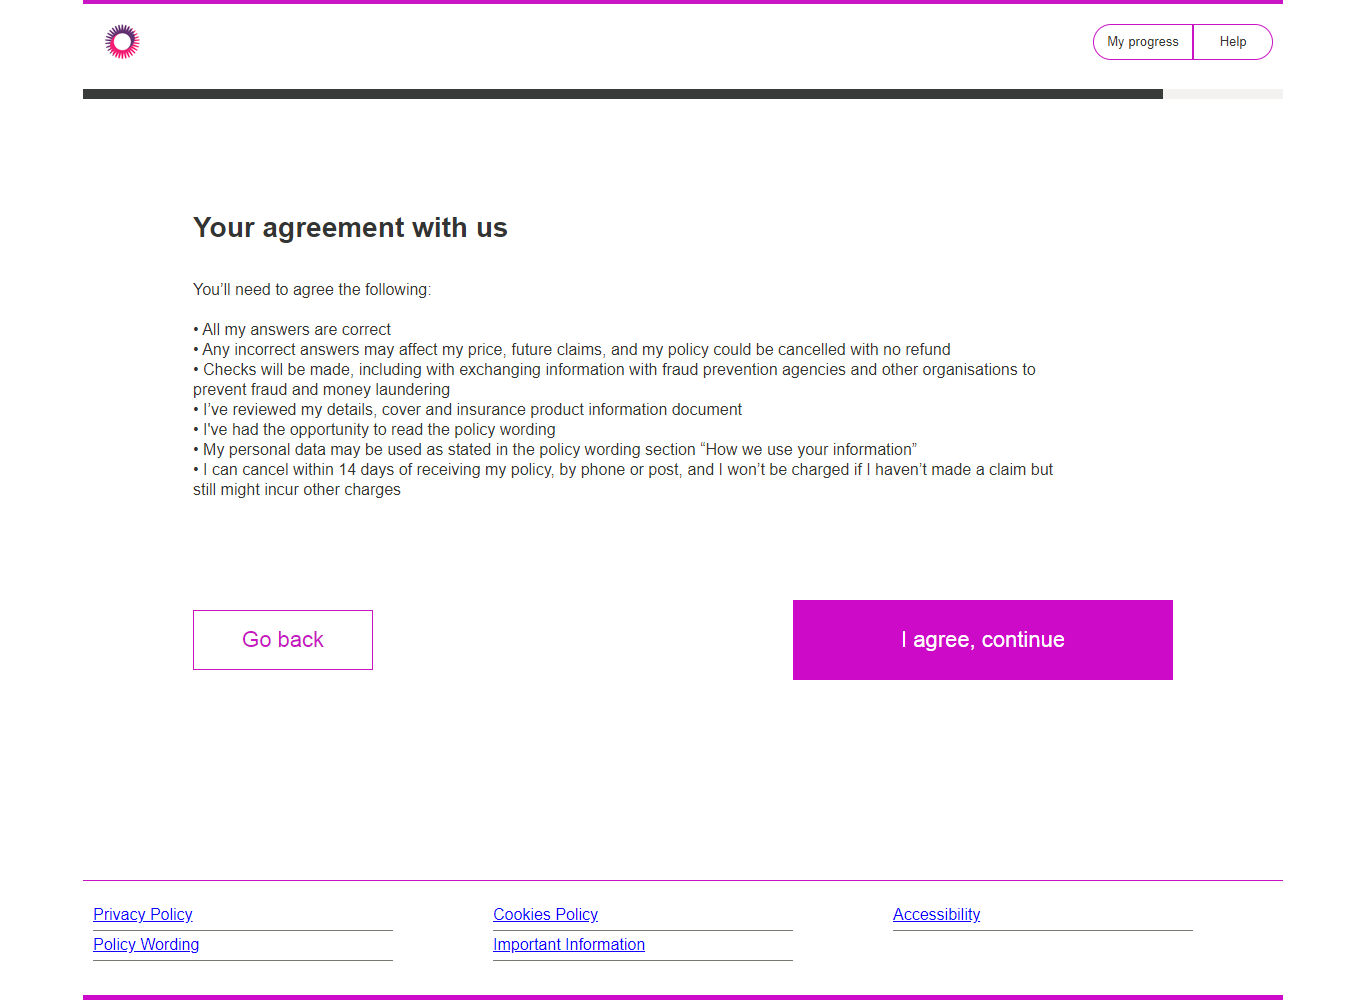 My progress
Help
Your agreement with us
You’ll need to agree the following:
• All my answers are correct
• Any incorrect answers may affect my price, future claims, and my policy could be cancelled with no refund
• Checks will be made, including with exchanging information with fraud prevention agencies and other organisations to
prevent fraud and money laundering
• I’ve reviewed my details, cover and insurance product information document
• I've had the opportunity to read the policy wording
• My personal data may be used as stated in the policy wording section “How we use your information”
• I can cancel within 14 days of receiving my policy, by phone or post, and I won’t be charged if I haven’t made a claim but
still might incur other charges
Go back
I agree, continue
Privacy Policy
Cookies Policy
Accessibility
Policy Wording
Important Information